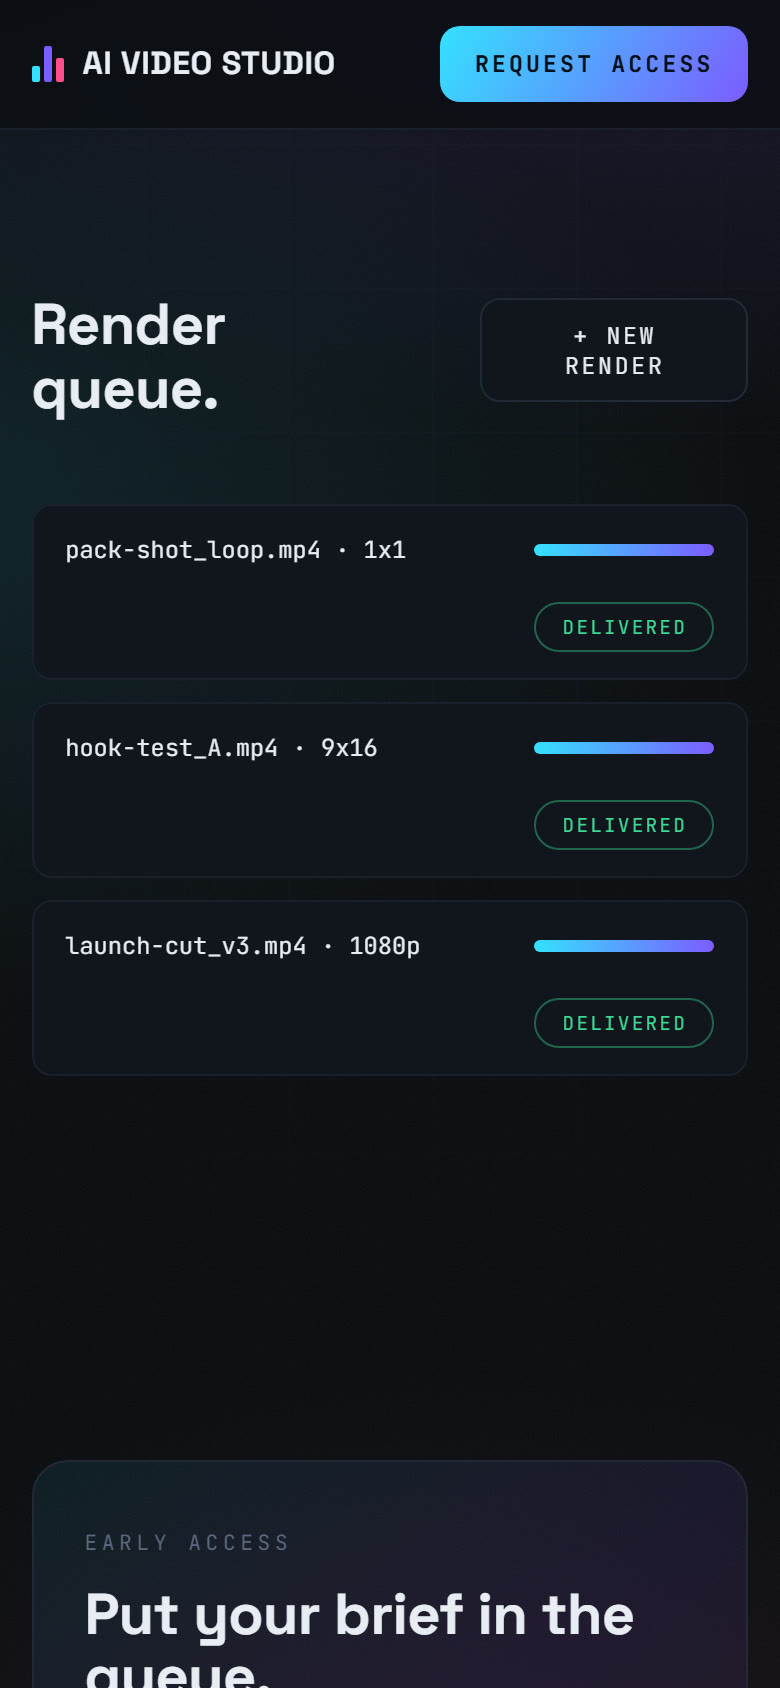 AI VIDEO STUDIO
REQUEST ACCESS
Render
queue.
+ NEW
RENDER
pack-shot_loop.mp4 · 1x1
DELIVERED
hook-test_A.mp4 · 9x16
DELIVERED
launch-cut_v3.mp4 · 1080p
DELIVERED
EARLY ACCESS
Put your brief in the
queue.